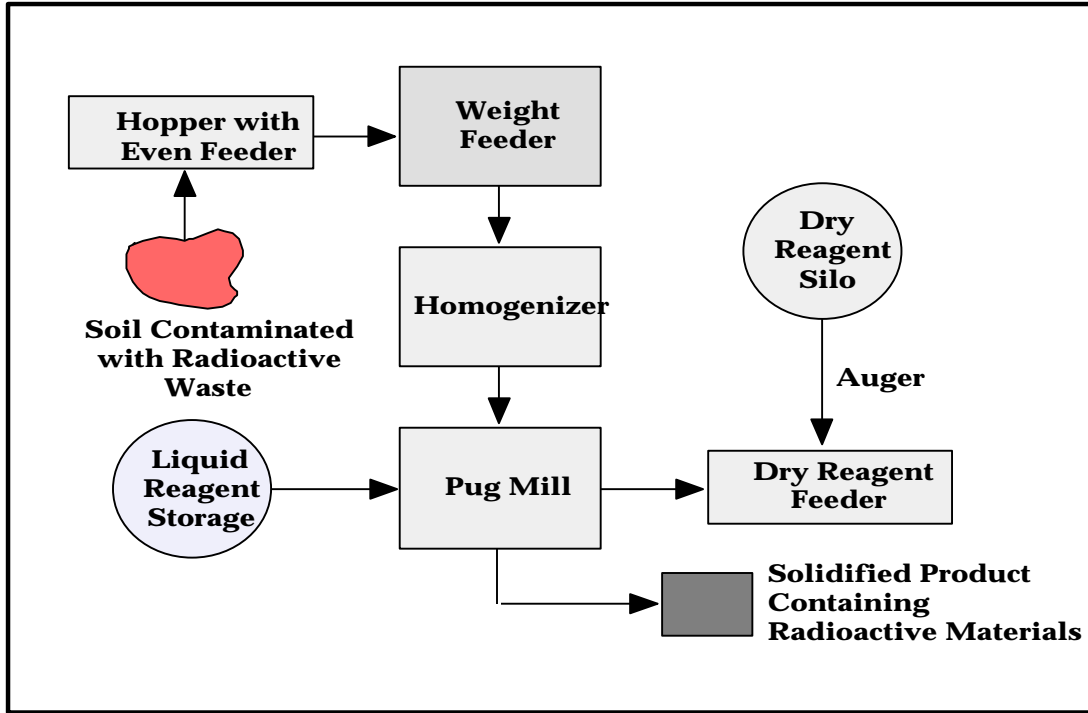 Hopper with
Even Feeder
Weight
Feeder
Dry
Reagent
Silo
Homogenizer
Soil Contaminated
with Radioactive
Waste
Auger
Liquid
Reagent
Storage
Pug Mill
Dry Reagent
Feeder
Solidified Product
Containing
Radioactive Materials